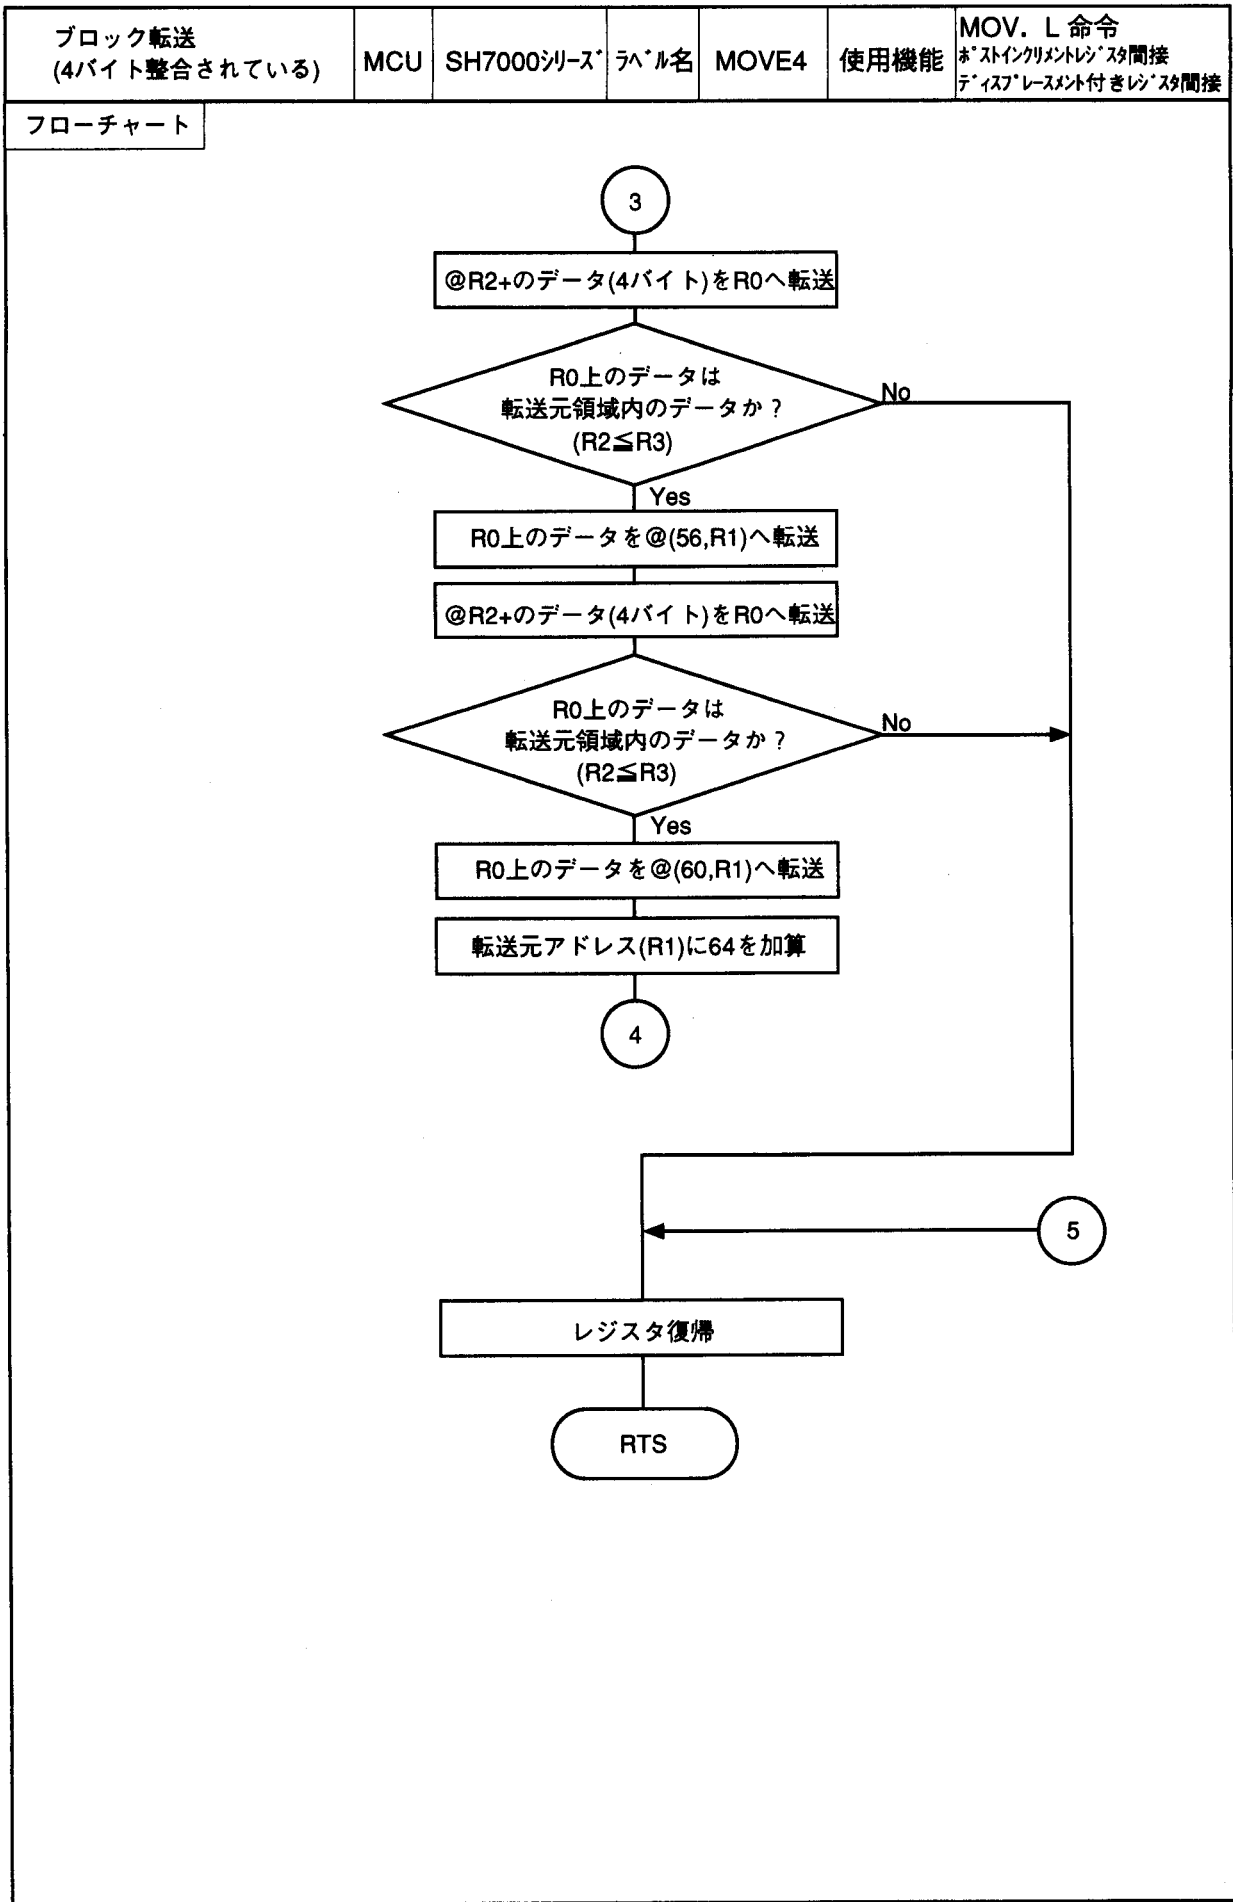 ブロック転送
(4バイト整合されている)
MCU
SH7000シリーズ
ラベル名
MOVE4
使用機能
MOV. L 命令
ポストインクリメントレジスタ間接
ディスプレースメント付きレジスタ間接
フローチャート
3
@R2+のデータ(4バイト)をR0へ転送
R0上のデータは
転送元領域内のデータか?
(R2≦R3)
No
Yes
R0上のデータを@(56,R1)へ転送
@R2+のデータ(4バイト)をR0へ転送
R0上のデータは
転送元領域内のデータか?
(R2≦R3)
No
Yes
R0上のデータを@(60,R1)へ転送
転送元アドレス(R1)に64を加算
4
5
レジスタ復帰
RTS